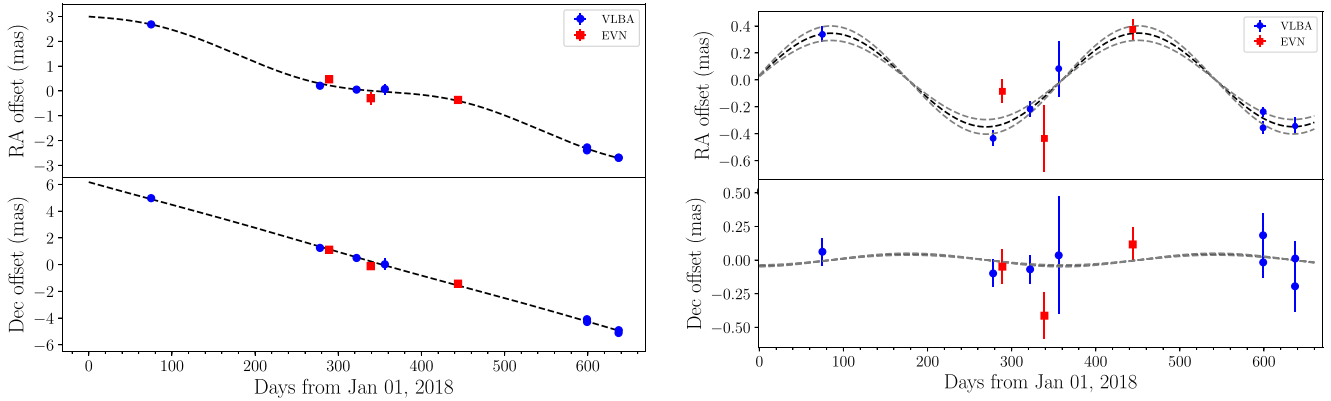 3
2
1
0
−1
−2
−3
RA offset (mas)
VLBA
EVN
6
4
2
0
−2
−4
−6
Dec offset (mas)
0 100 200 300 400 500 600
Days from Jan 01, 2018
0.4
0.2
0.0
−0.2
−0.4
−0.6
RA offset (mas)
VLBA
EVN
0.50
0.25
0.00
−0.25
−0.50
Dec offset (mas)
0 100 200 300 400 500 600
Days from Jan 01, 2018